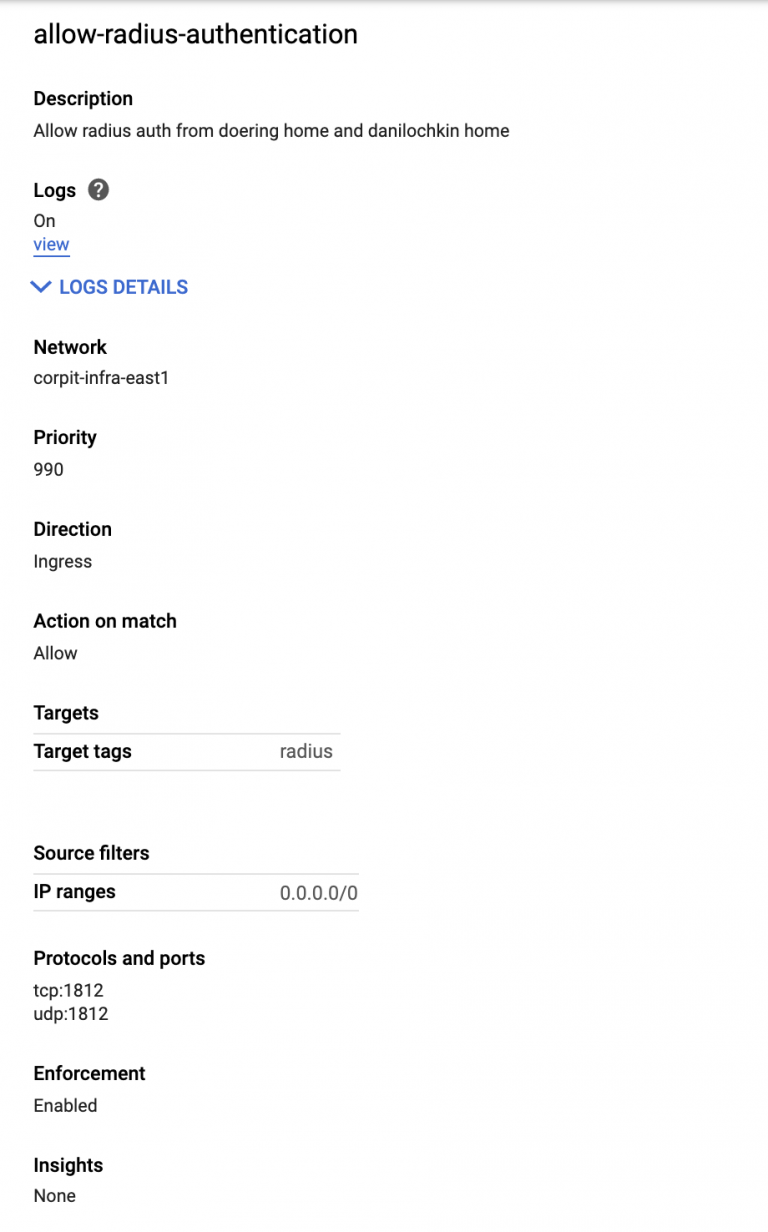 allow-radius-authentication
Description
Allow radius auth from doering home and danilochkin home
Logs ?
On
view
LOGS DETAILS
Network
corpit-infra-east1
Priority
990
Direction
Ingress
Action on match
Allow
Targets
Target tags radius
Source filters
IP ranges 0.0.0.0/0
Protocols and ports
tcp:1812
udp:1812
Enforcement
Enabled
Insights
None